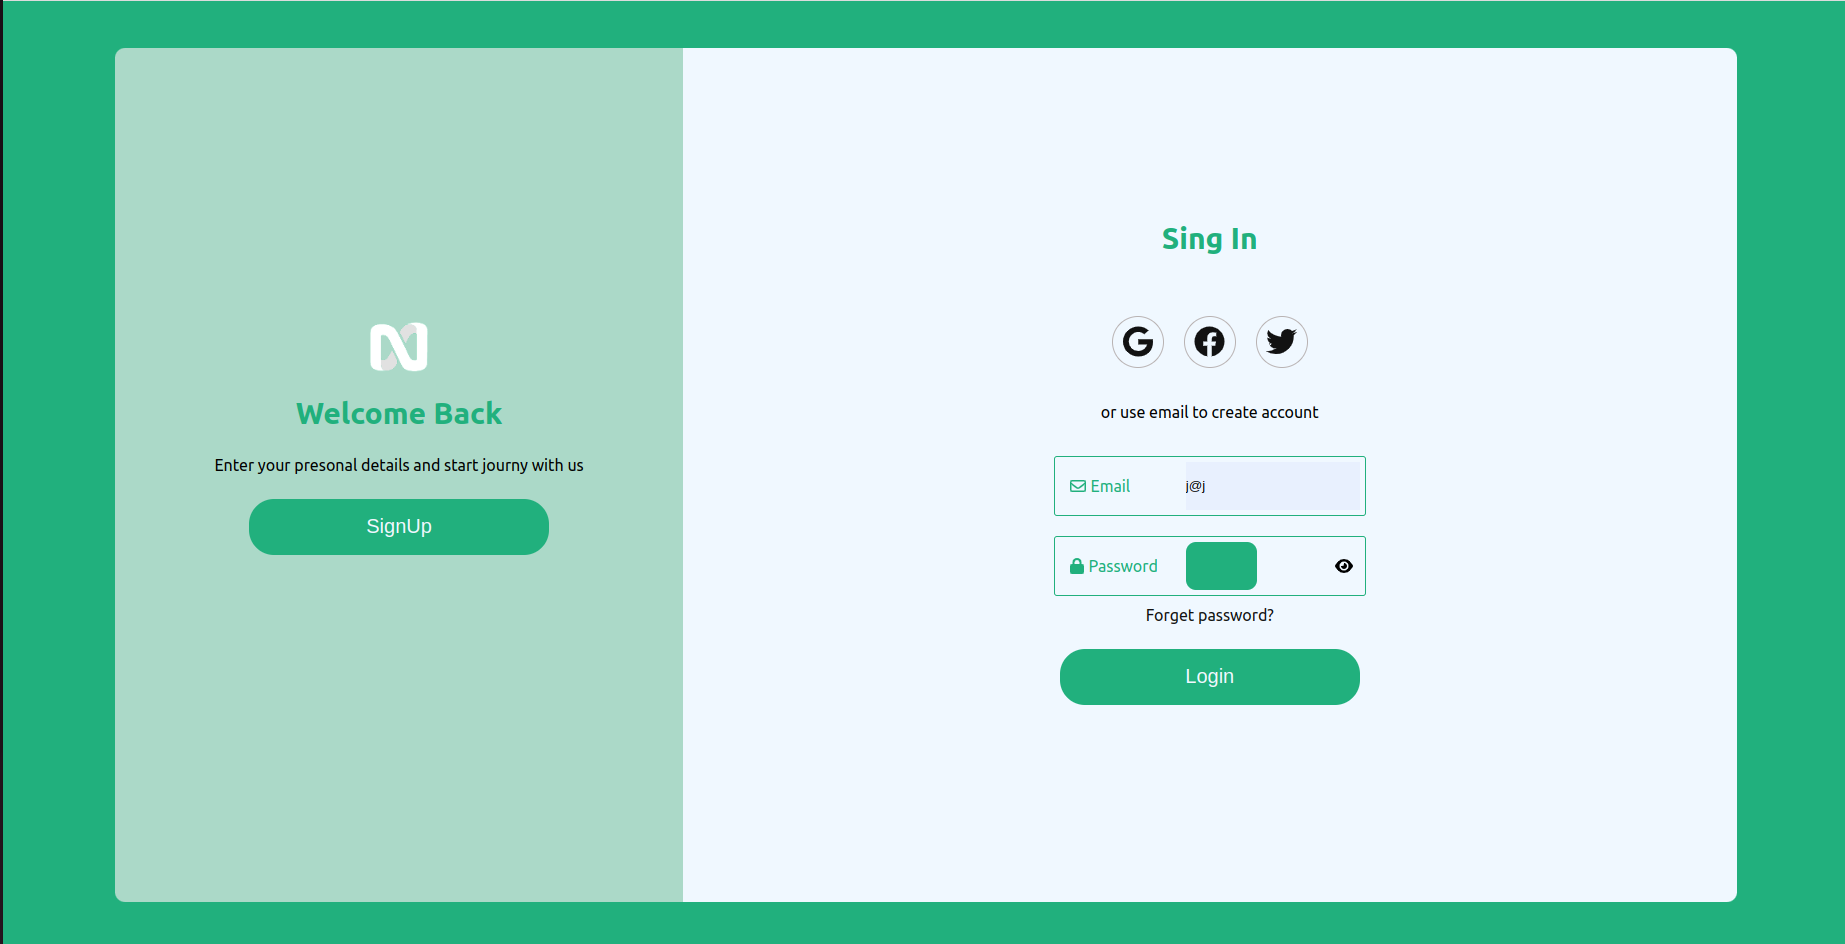 Welcome Back
Enter your presonal details and start journy with us
SignUp
Sing In
or use email to create account
Email j@j
Password
Forget password?
Login